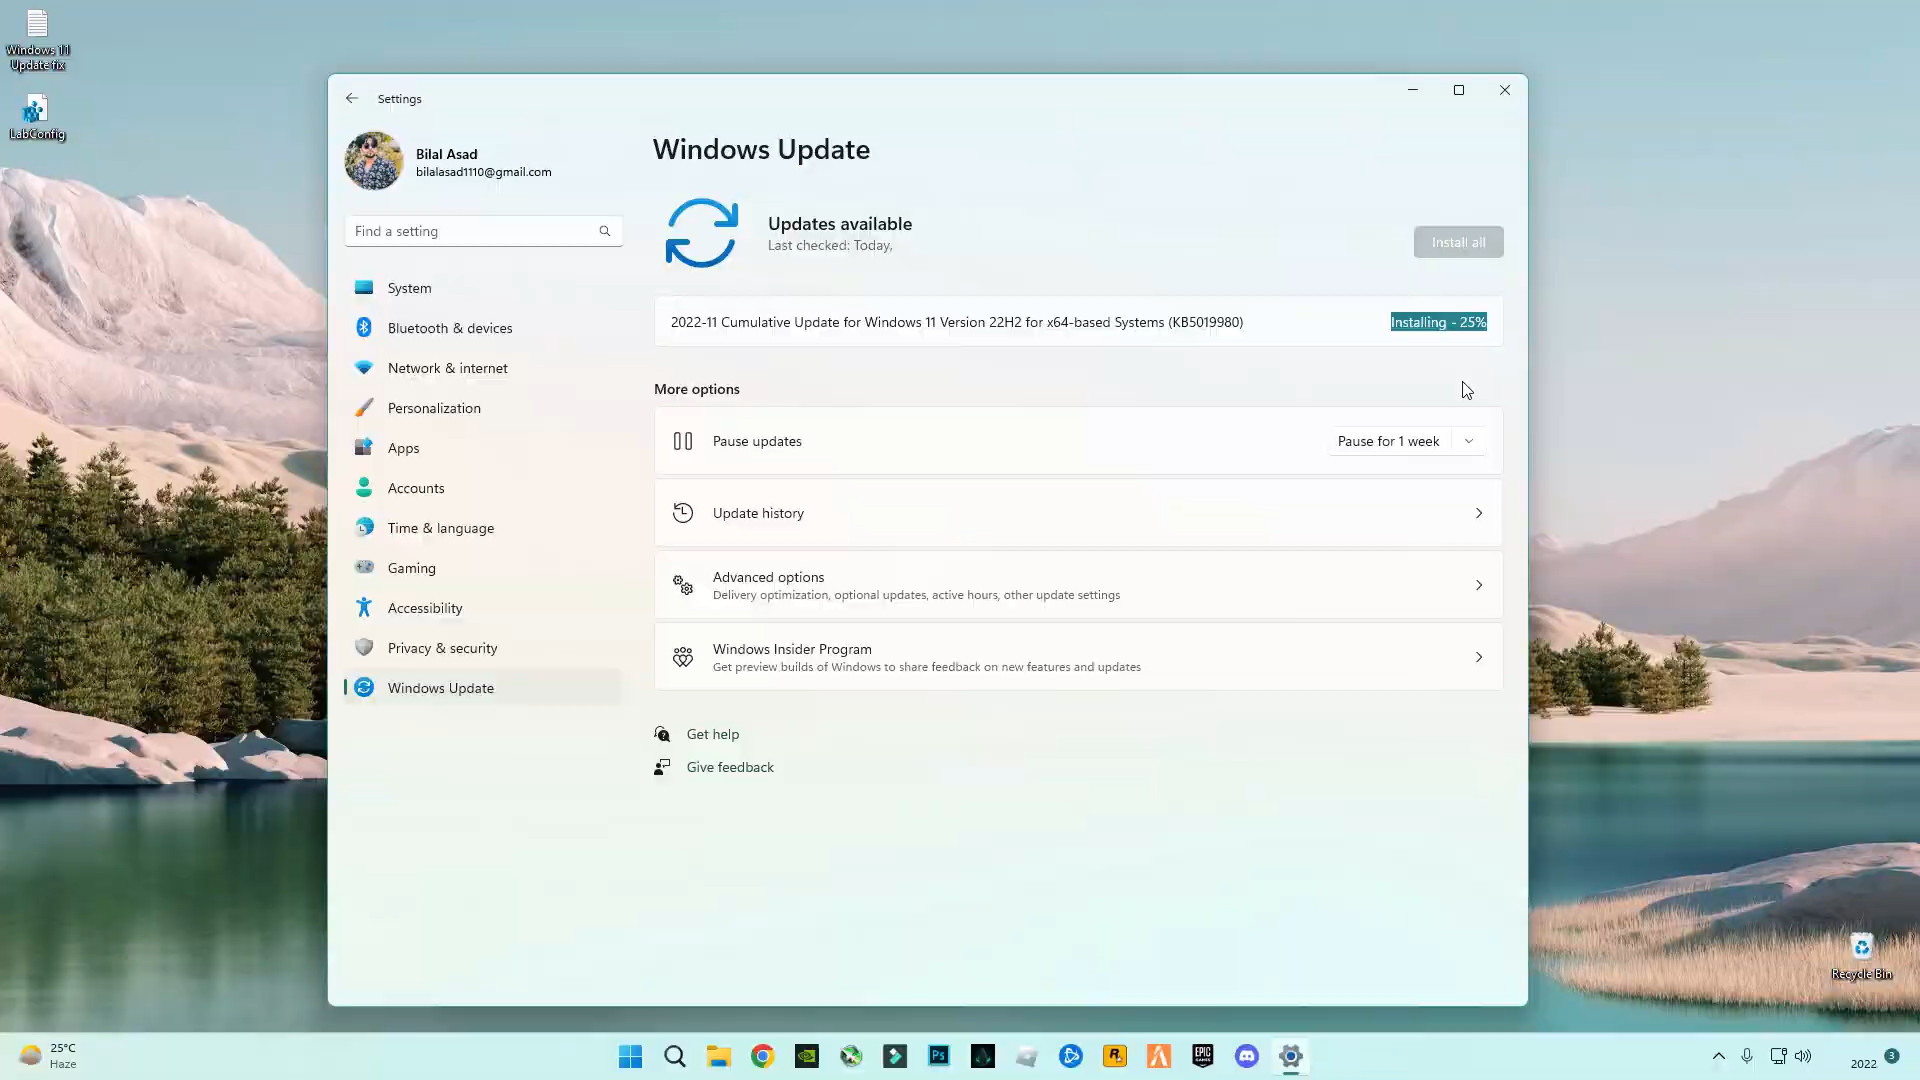 Windows 11
Update fix
LabConfig
Settings
Bilal Asad
bilalasad1110@gmail.com
Find a setting
System
Bluetooth & devices
Network & internet
Personalization
Apps
Accounts
Time & language
Gaming
Accessibility
Privacy & security
Windows Update
Windows Update
Updates available
Last checked: Today,
Install all
2022-11 Cumulative Update for Windows 11 Version 22H2 for x64-based Systems (KB5019980)
Installing - 25%
More options
Pause updates
Pause for 1 week
Update history
Advanced options
Delivery optimization, optional updates, active hours, other update settings
Windows Insider Program
Get preview builds of Windows to share feedback on new features and updates
Get help
Give feedback
Recycle Bin
25°C
Haze
Ps
R
EPIC
GAMES
2022
3